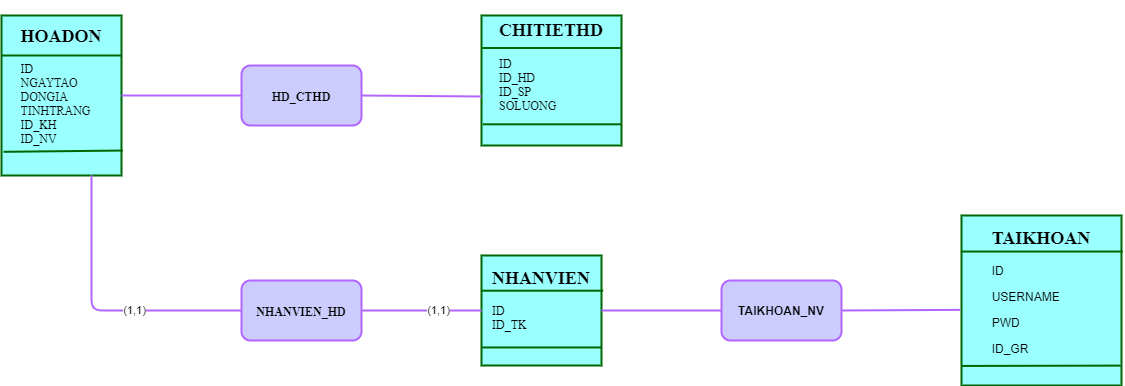 HOADON
ID
NGAYTAO
DONGIA
TINHTRANG
ID_KH
ID_NV
HD_CTHD
CHITIETHD
ID
ID_HD
ID_SP
SOLUONG
(1,1)
NHANVIEN_HD
(1,1)
NHANVIEN
ID
ID_TK
TAIKHOAN_NV
TAIKHOAN
ID
USERNAME
PWD
ID_GR